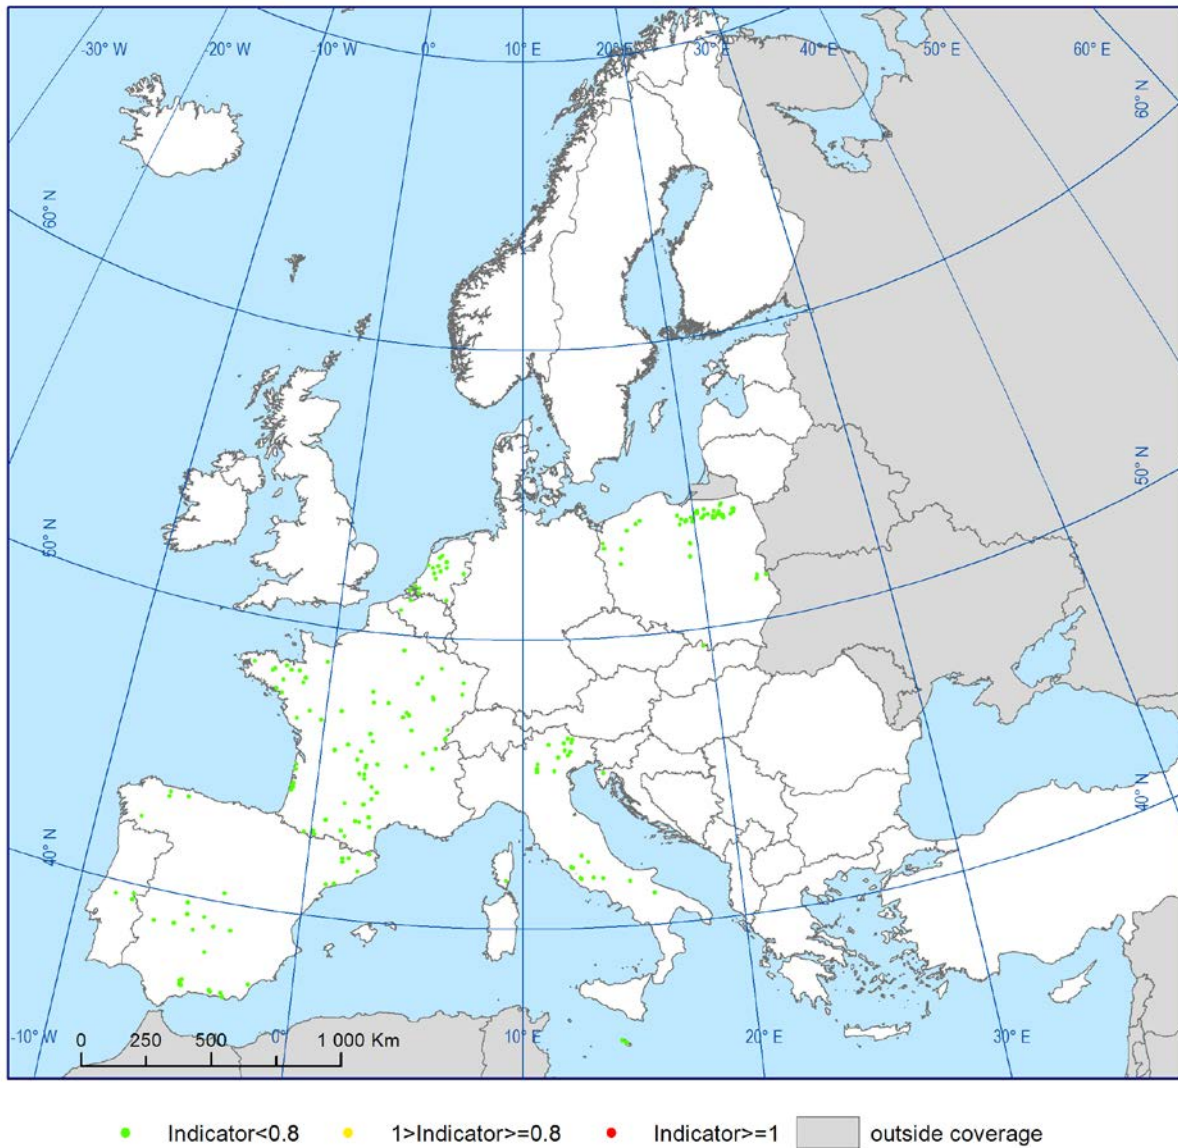 -30° W -20° W -10° W 0° 10° E 20° E 30° E 40° E 50° E 60° E
60° N
60° N
50° N
50° N
40° N
40° N
-10° W 0° 10° E 20° E 30° E
0 250 500 1 000 Km
Indicator<0.8 1>Indicator>=0.8 Indicator>=1 outside coverage